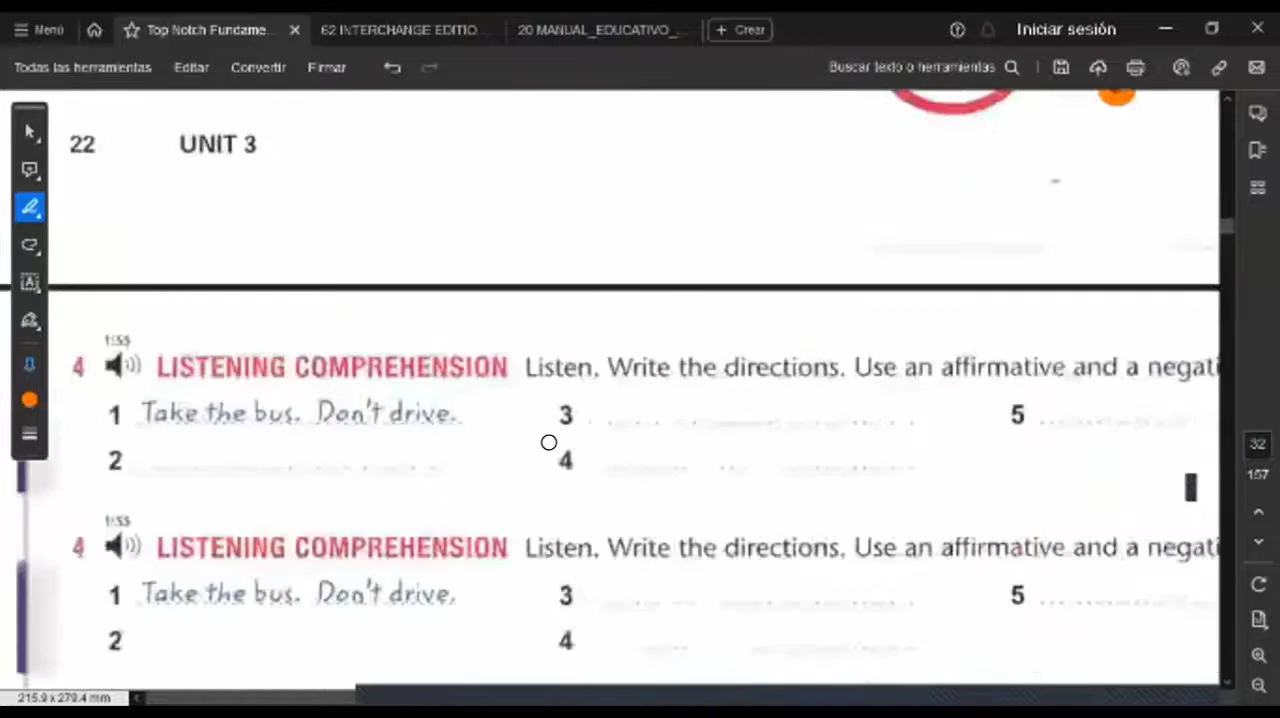 Menú Top Notch Fundame... 62 INTERCHANGE EDITIO... 20 MANUAL_EDUCATIVO_... + Crear Iniciar sesión
Todas las herramientas Editar Convertir Firmar Buscar texto o herramientas
22 UNIT 3
1:55
4 LISTENING COMPREHENSION Listen. Write the directions. Use an affirmative and a negati
1 Take the bus. Don't drive. 3 5
2 4
1:55
4 LISTENING COMPREHENSION Listen. Write the directions. Use an affirmative and a negati
1 Take the bus. Don't drive. 3 5
2 4
32
157
215.9 x 279.4 mm